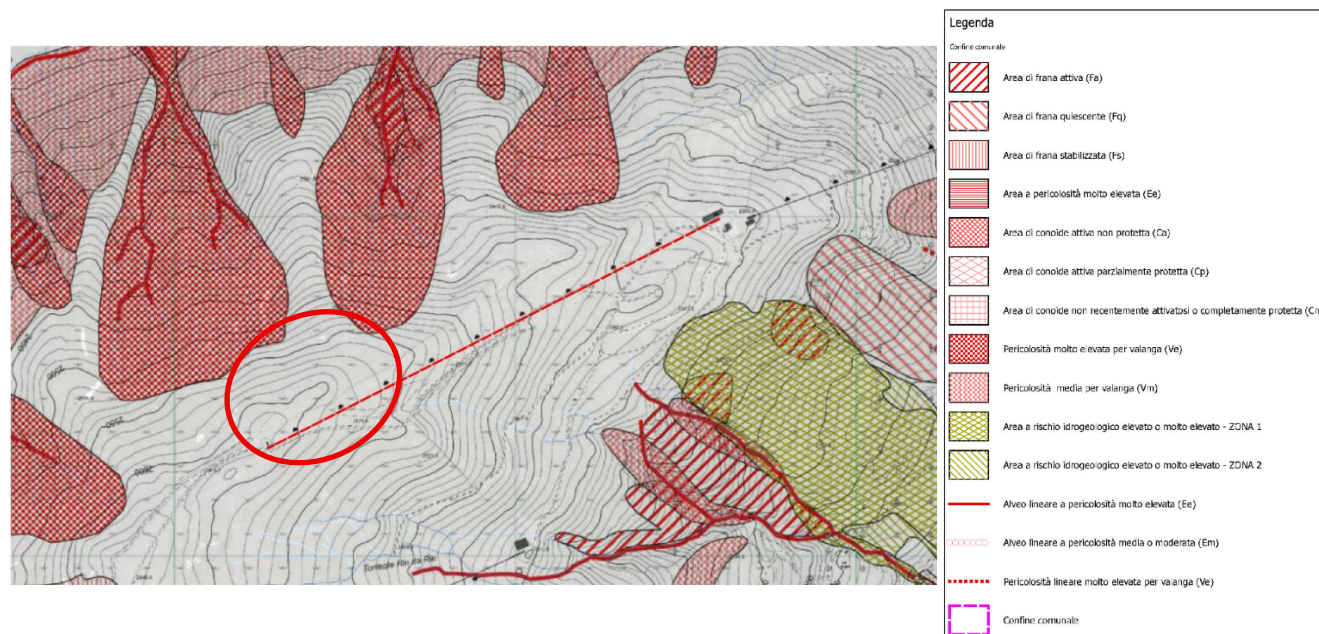 Legenda
Confine comunale
Area di frana attiva (Fa)
Area di frana quiescente (Fq)
Area di frana stabilizzata (Fs)
Area a pericolosità molto elevata (Ee)
Area di conoide attiva non protetta (Ca)
Area di conoide attiva parzialmente protetta (Cp)
Area di conoide non recentemente attivatosi o completamente protetta (Cn
Pericolosità molto elevata per valanga (Ve)
Pericolosità media per valanga (Vm)
Area a rischio idrogeologico elevato o molto elevato - ZONA 1
Area a rischio idrogeologico elevato o molto elevato - ZONA 2
Alveo lineare a pericolosità molto elevata (Ee)
Alveo lineare a pericolosità media o moderata (Em)
Pericolosità lineare molto elevata per valanga (Ve)
Confine comunale